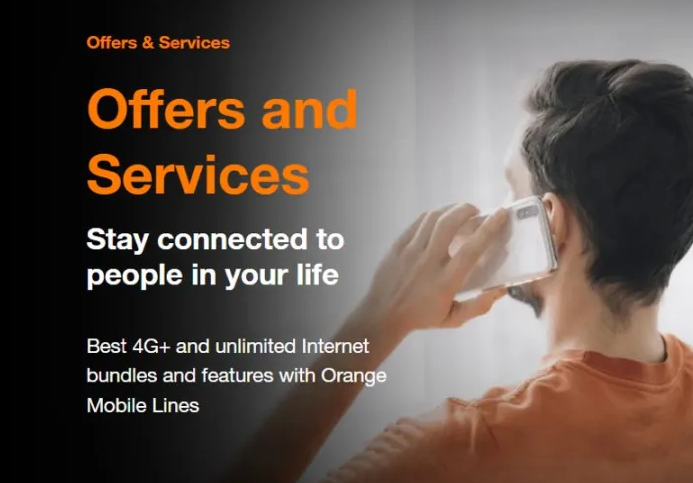 Offers & Services
Offers and
Services
Stay connected to
people in your life
Best 4G+ and unlimited Internet
bundles and features with Orange
Mobile Lines